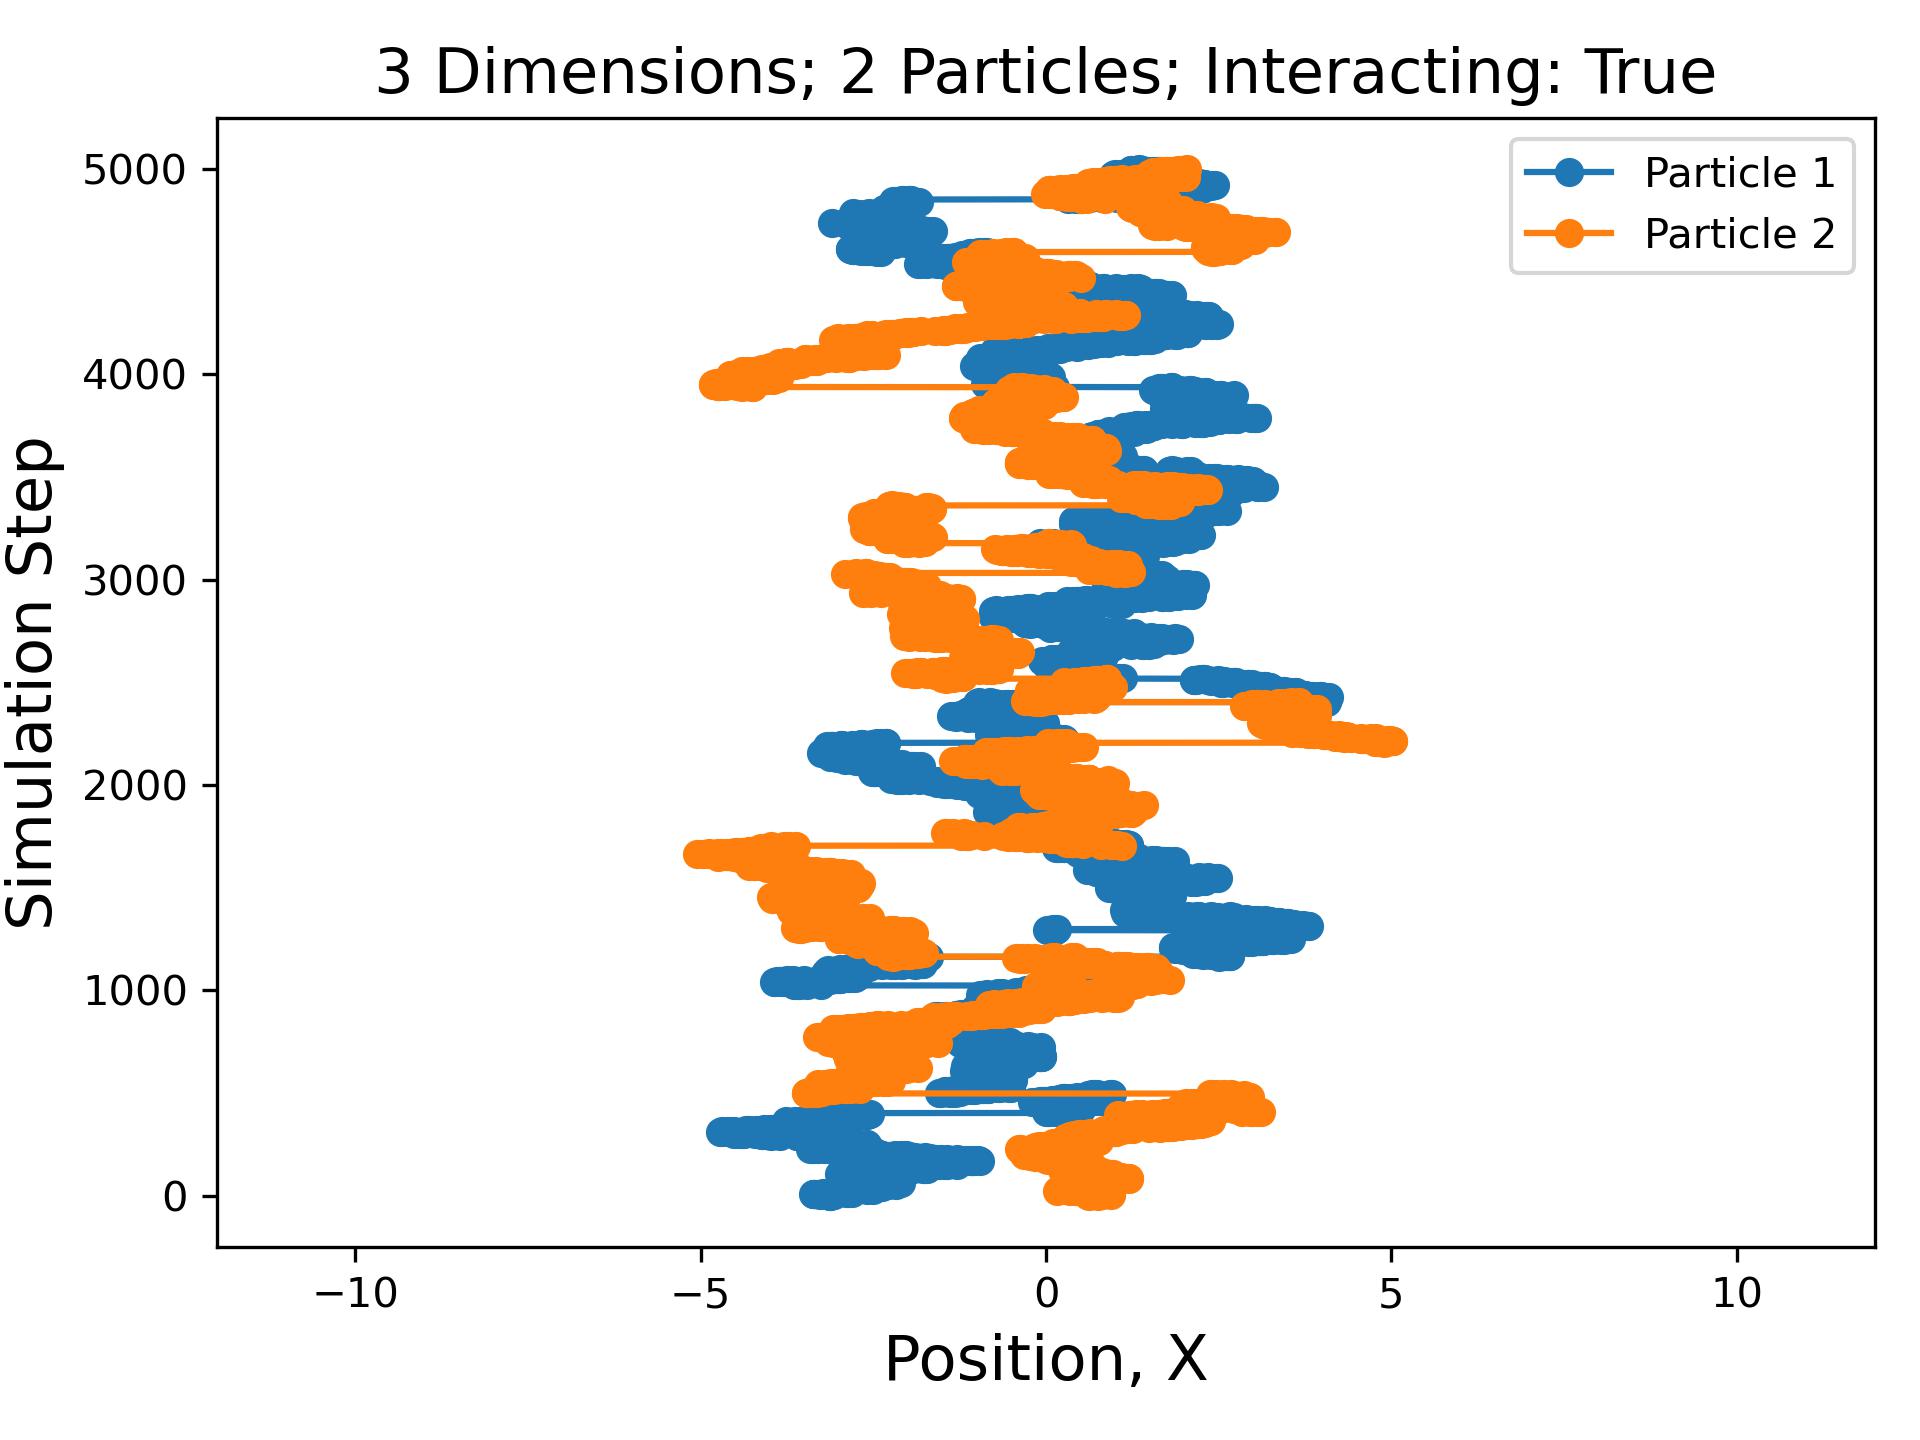 3 Dimensions; 2 Particles; Interacting: True
Particle 1
Particle 2
5000
4000
3000
2000
1000
0
Simulation Step
−10
−5
0
5
10
Position, X